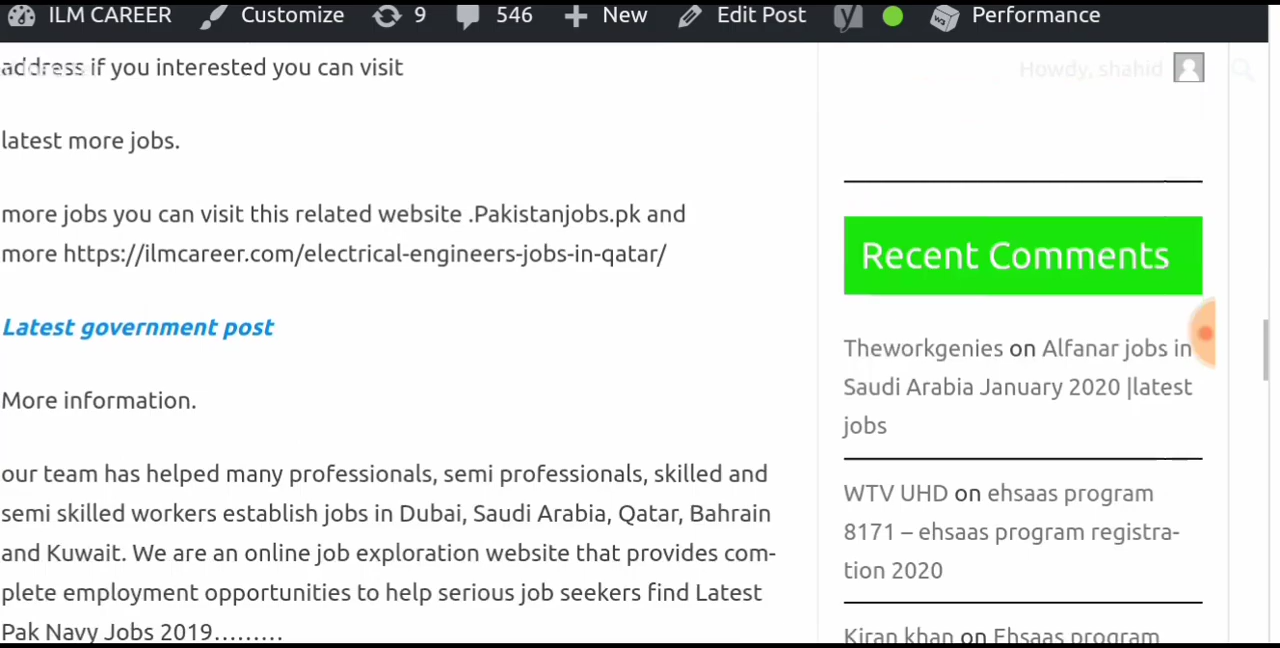 ILM CAREER Customize 9 546 New Edit Post Performance
address if you interested you can visit
Howdy, shahid
latest more jobs.
more jobs you can visit this related website .Pakistanjobs.pk and
more https://ilmcareer.com/electrical-engineers-jobs-in-qatar/
Latest government post
More information.
our team has helped many professionals, semi professionals, skilled and
semi skilled workers establish jobs in Dubai, Saudi Arabia, Qatar, Bahrain
and Kuwait. We are an online job exploration website that provides com-
plete employment opportunities to help serious job seekers find Latest
Pak Navy Jobs 2019.........
Recent Comments
Theworkgenies on Alfanar jobs in
Saudi Arabia January 2020 |latest
jobs
WTV UHD on ehsaas program
8171 – ehsaas program registra-
tion 2020
Kiran khan on Ehsaas program